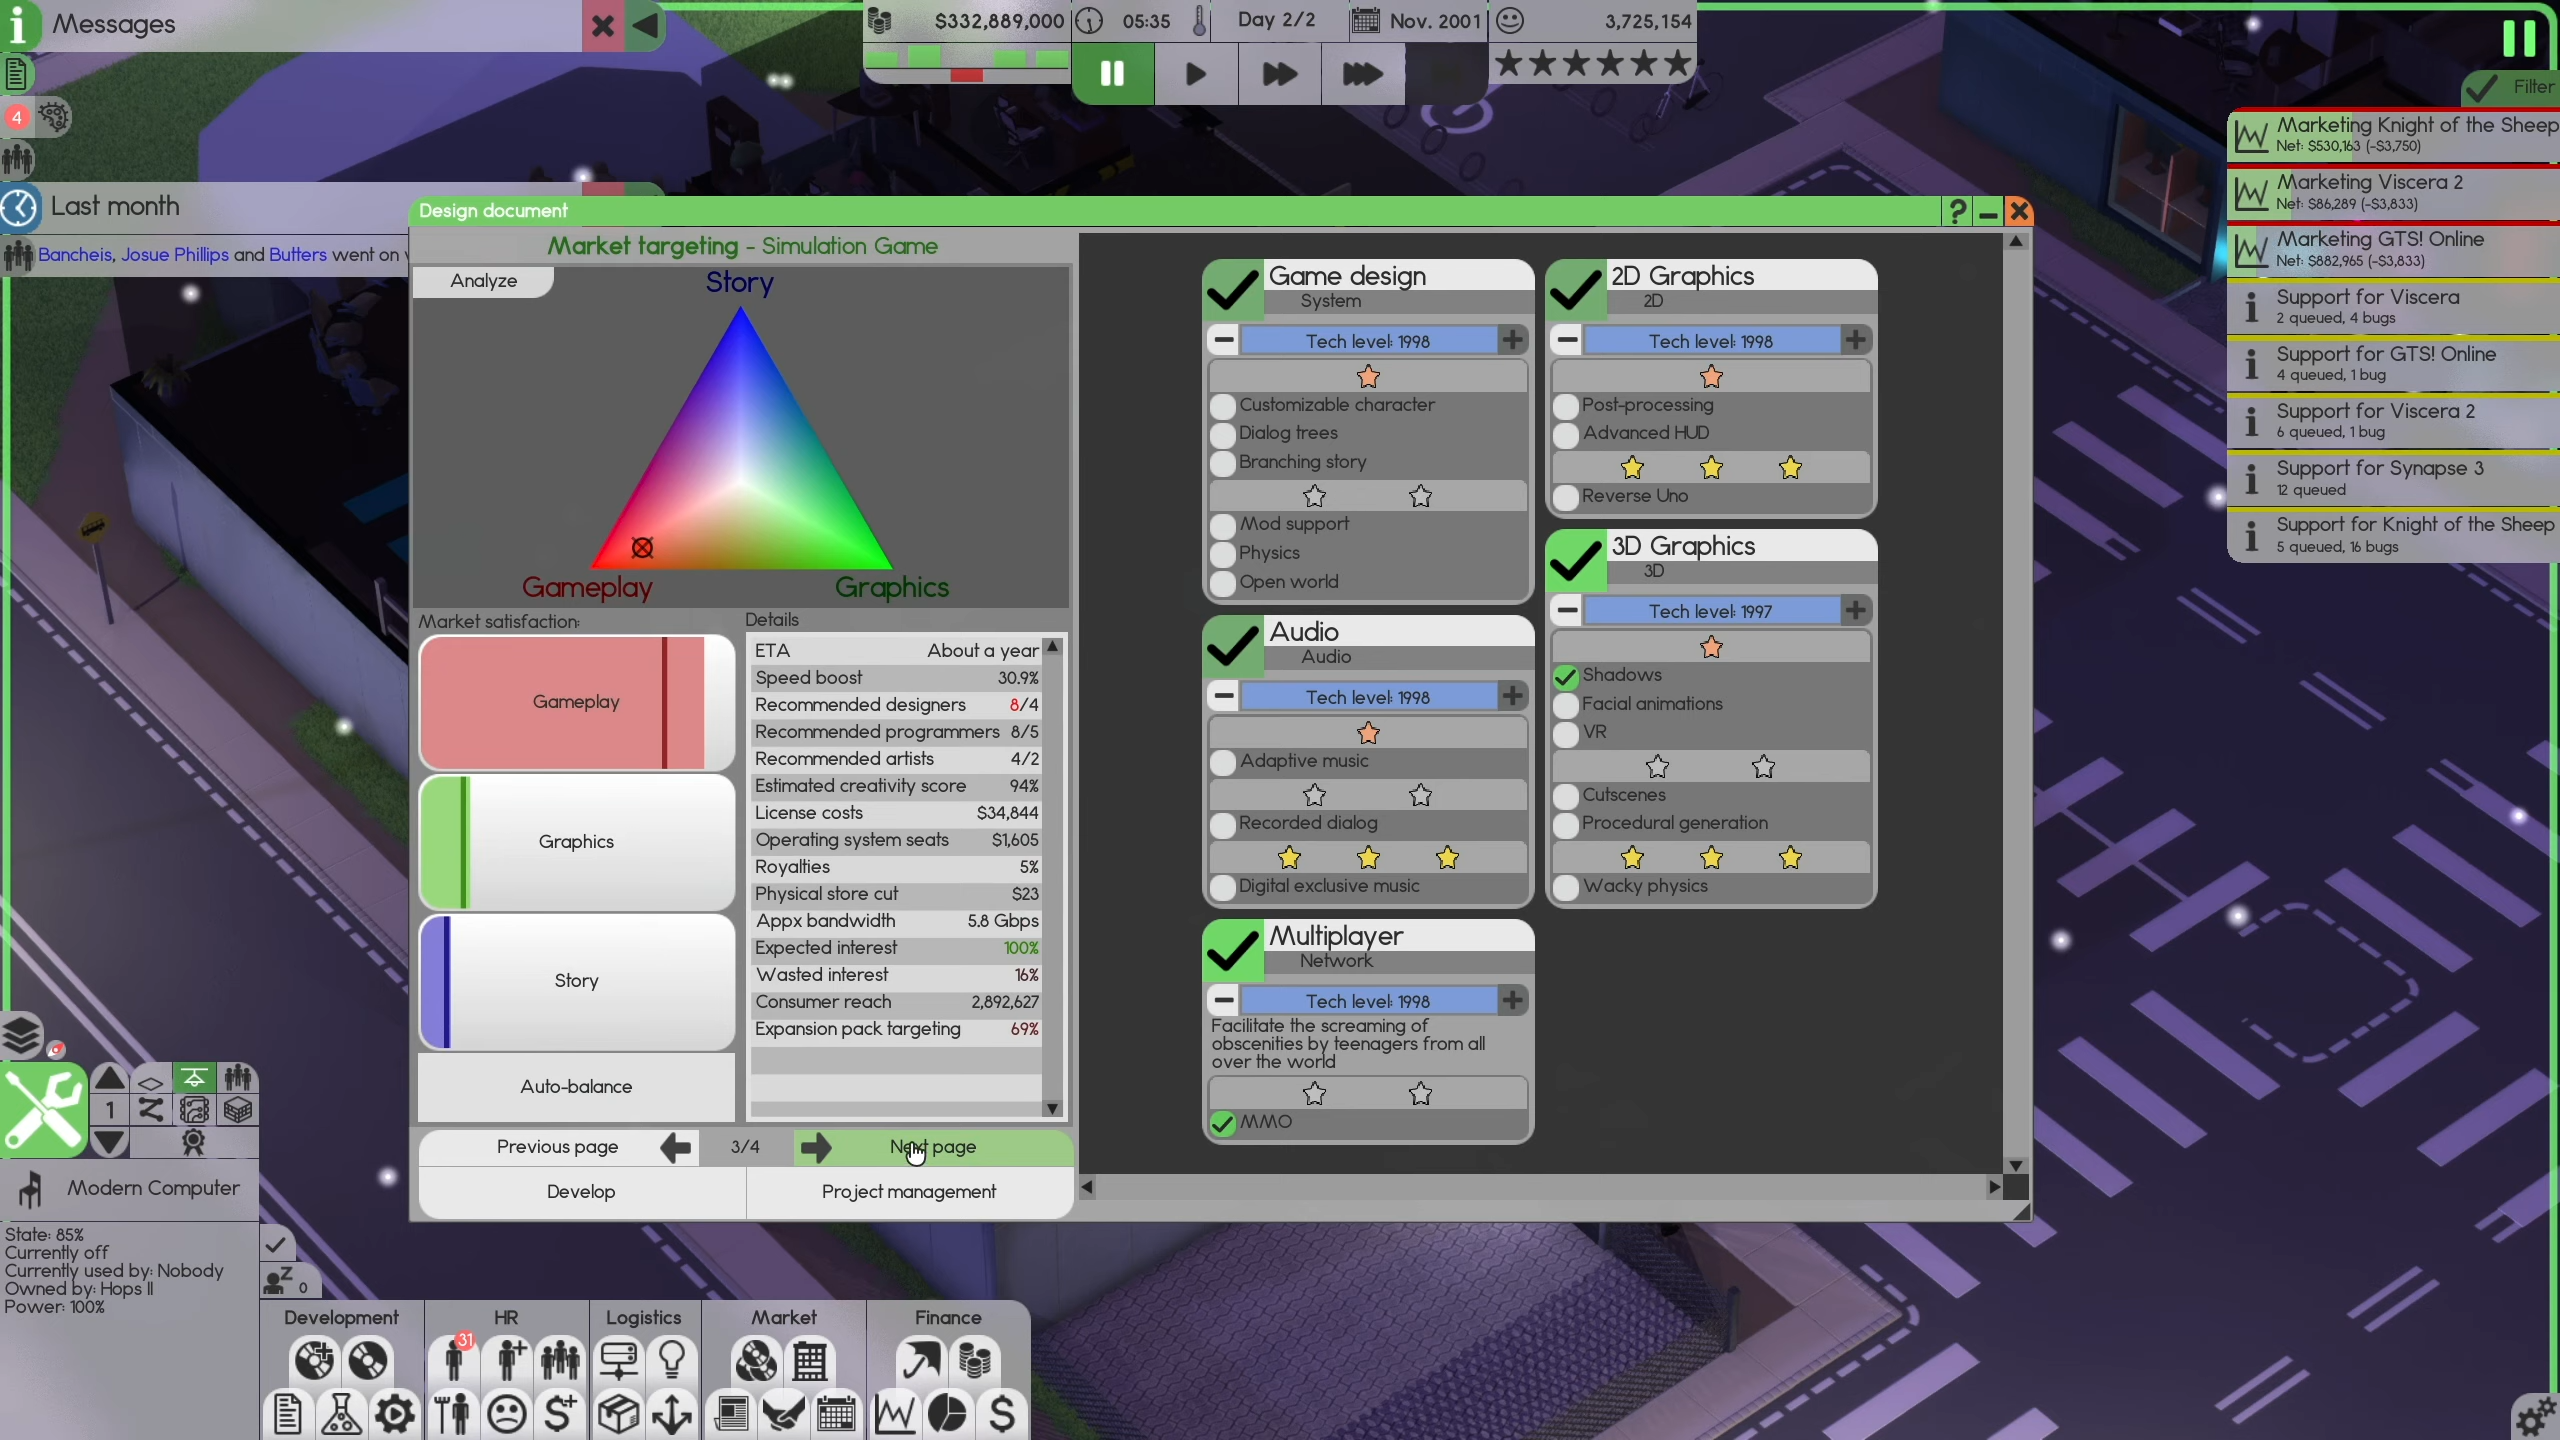 Messages
$332,889,000
05:35
Day 2/2
Nov. 2001
3,725,154
4
Last month
Bancheis, Josue Phillips and Butters went on v
Filter
Marketing Knight of the Sheep
Net: $530,163 (-$3,750)
Marketing Viscera 2
Net: $86,289 (-$3,833)
Marketing GTS! Online
Net: $882,965 (-$3,833)
Support for Viscera
2 queued, 4 bugs
Support for GTS! Online
4 queued, 1 bug
Support for Viscera 2
6 queued, 1 bug
Support for Synapse 3
12 queued
Support for Knight of the Sheep
5 queued, 16 bugs
Design document
?
Market targeting - Simulation Game
Analyze
Story
Gameplay
Graphics
Market satisfaction:
Gameplay
Graphics
Story
Auto-balance
Details
ETA About a year
Speed boost 30.9%
Recommended designers 8/4
Recommended programmers 8/5
Recommended artists 4/2
Estimated creativity score 94%
License costs $34,844
Operating system seats $1,605
Royalties 5%
Physical store cut $23
Appx bandwidth 5.8 Gbps
Expected interest 100%
Wasted interest 16%
Consumer reach 2,892,627
Expansion pack targeting 69%
Previous page
3/4
Next page
Develop
Project management
Game design
System
Tech level: 1998
Customizable character
Dialog trees
Branching story
Mod support
Physics
Open world
Audio
Audio
Tech level: 1998
Adaptive music
Recorded dialog
Digital exclusive music
Multiplayer
Network
Tech level: 1998
Facilitate the screaming of
obscenities by teenagers from all
over the world
MMO
2D Graphics
2D
Tech level: 1998
Post-processing
Advanced HUD
Reverse Uno
3D Graphics
3D
Tech level: 1997
Shadows
Facial animations
VR
Cutscenes
Procedural generation
Wacky physics
1
Modern Computer
State: 85%
Currently off
Currently used by: Nobody
Owned by: Hops II
Power: 100%
0
Development
HR
Logistics
Market
Finance
31